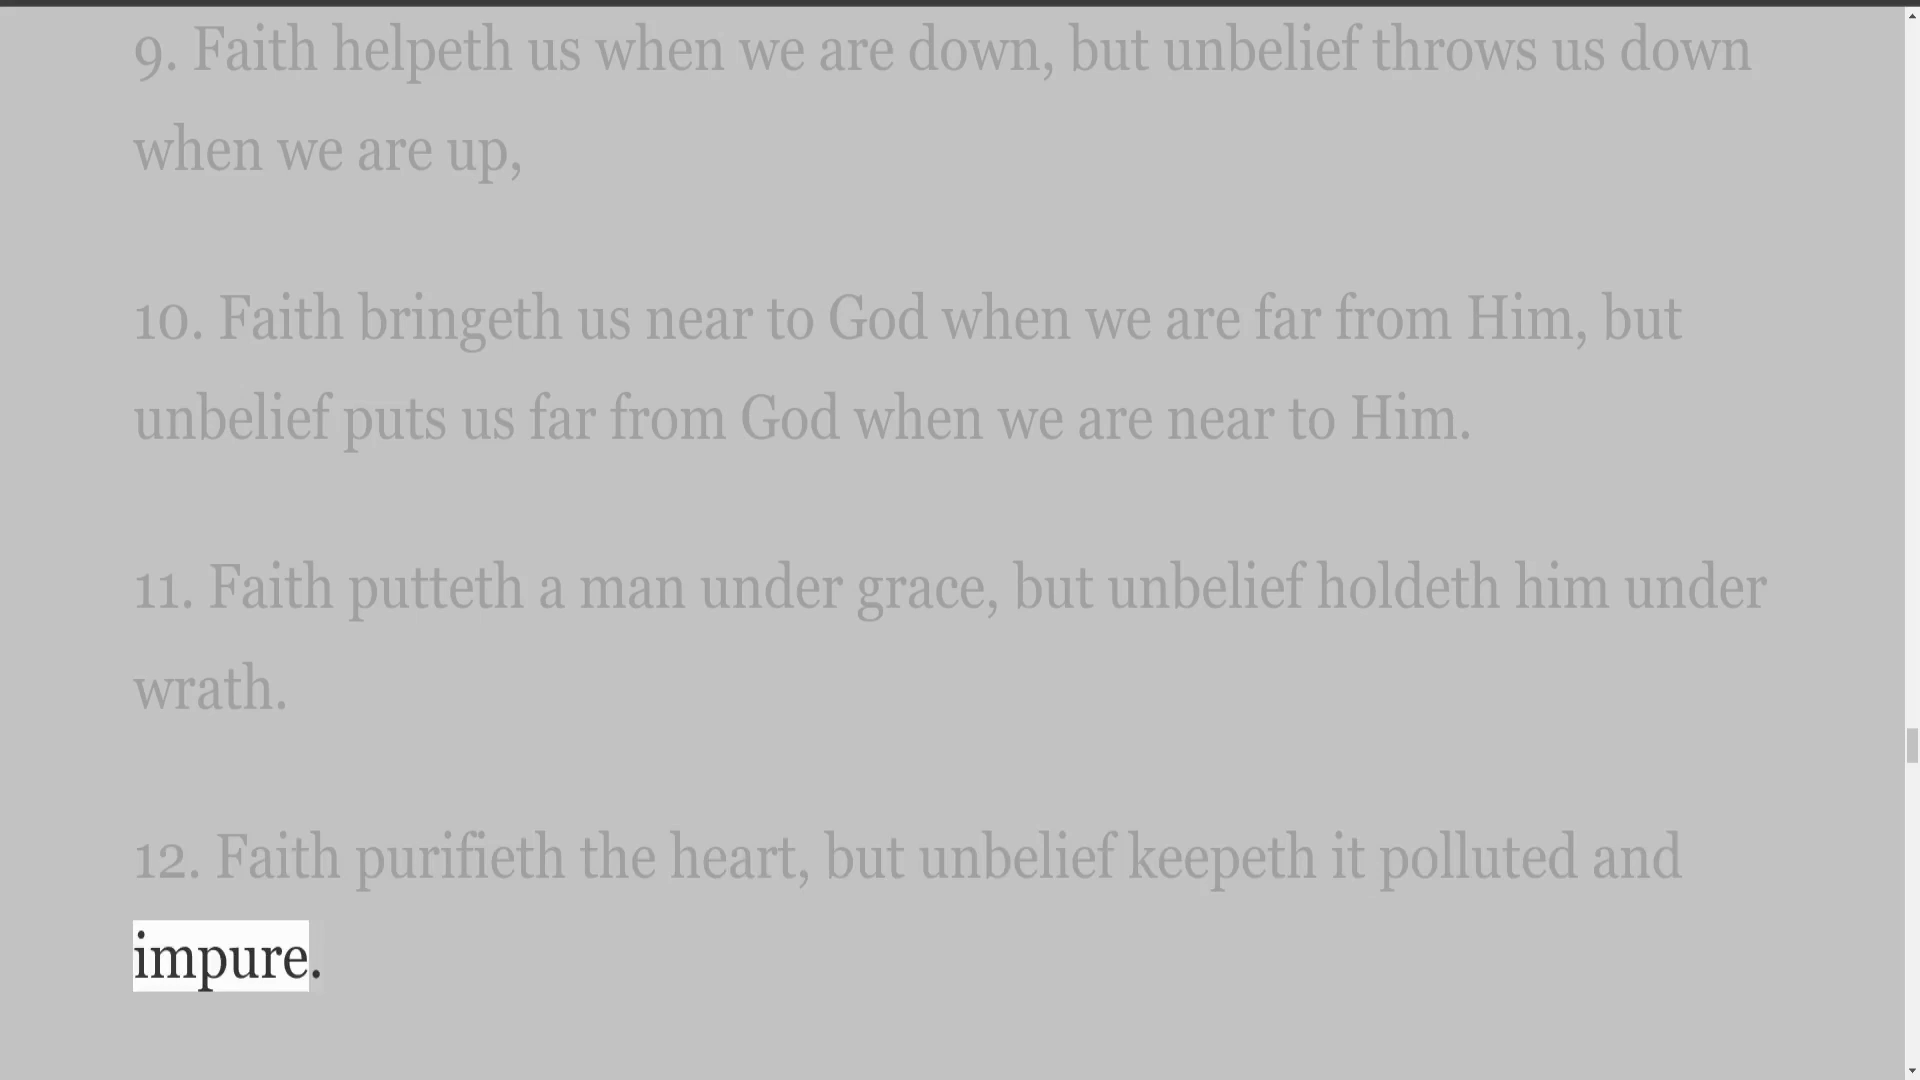 9. Faith helpeth us when we are down, but unbelief throws us down
when we are up,
10. Faith bringeth us near to God when we are far from Him, but
unbelief puts us far from God when we are near to Him.
11. Faith putteth a man under grace, but unbelief holdeth him under
wrath.
12. Faith purifieth the heart, but unbelief keepeth it polluted and
impure.